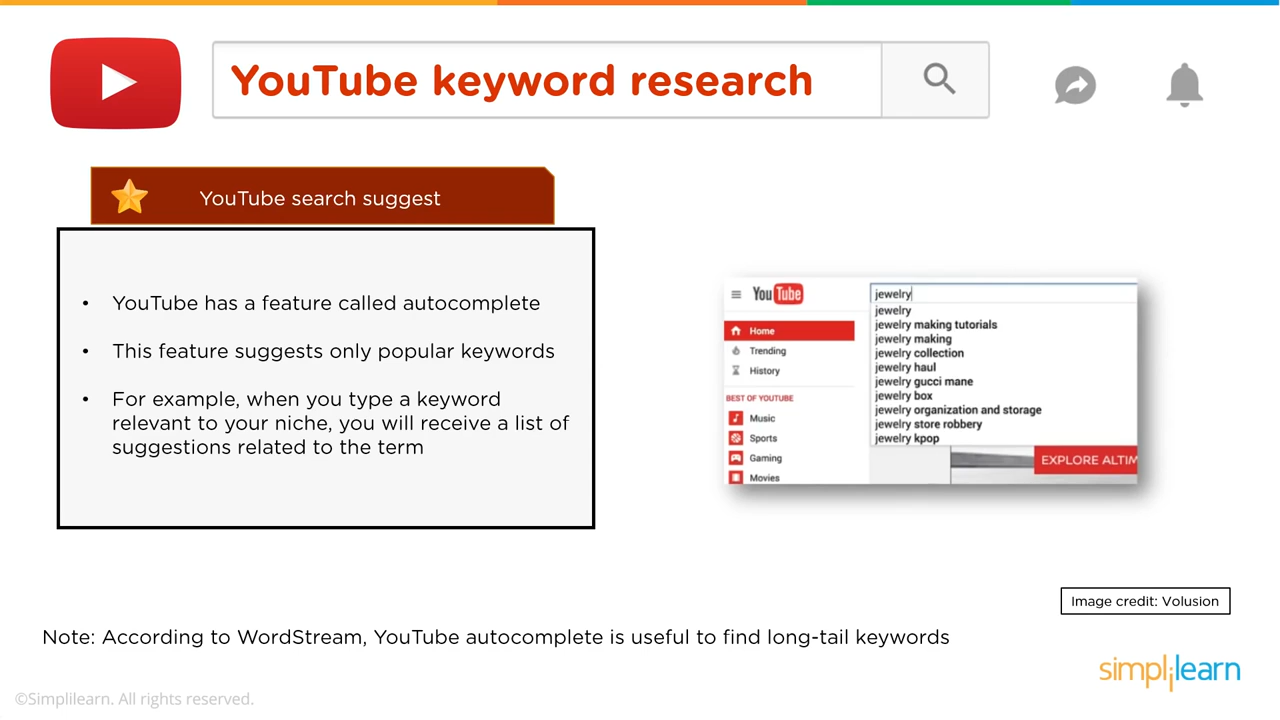 YouTube keyword research
YouTube search suggest
• YouTube has a feature called autocomplete
• This feature suggests only popular keywords
• For example, when you type a keyword
relevant to your niche, you will receive a list of
suggestions related to the term
YouTube
jewelry
Home
Trending
History
BEST OF YOUTUBE
Music
Sports
Gaming
Movies
jewelry
jewelry making tutorials
jewelry making
jewelry collection
jewelry haul
jewelry gucci mane
jewelry box
jewelry organization and storage
jewelry store robbery
jewelry kpop
EXPLORE ALTIM
Image credit: Volusion
Note: According to WordStream, YouTube autocomplete is useful to find long-tail keywords
simplilearn
©Simplilearn. All rights reserved.